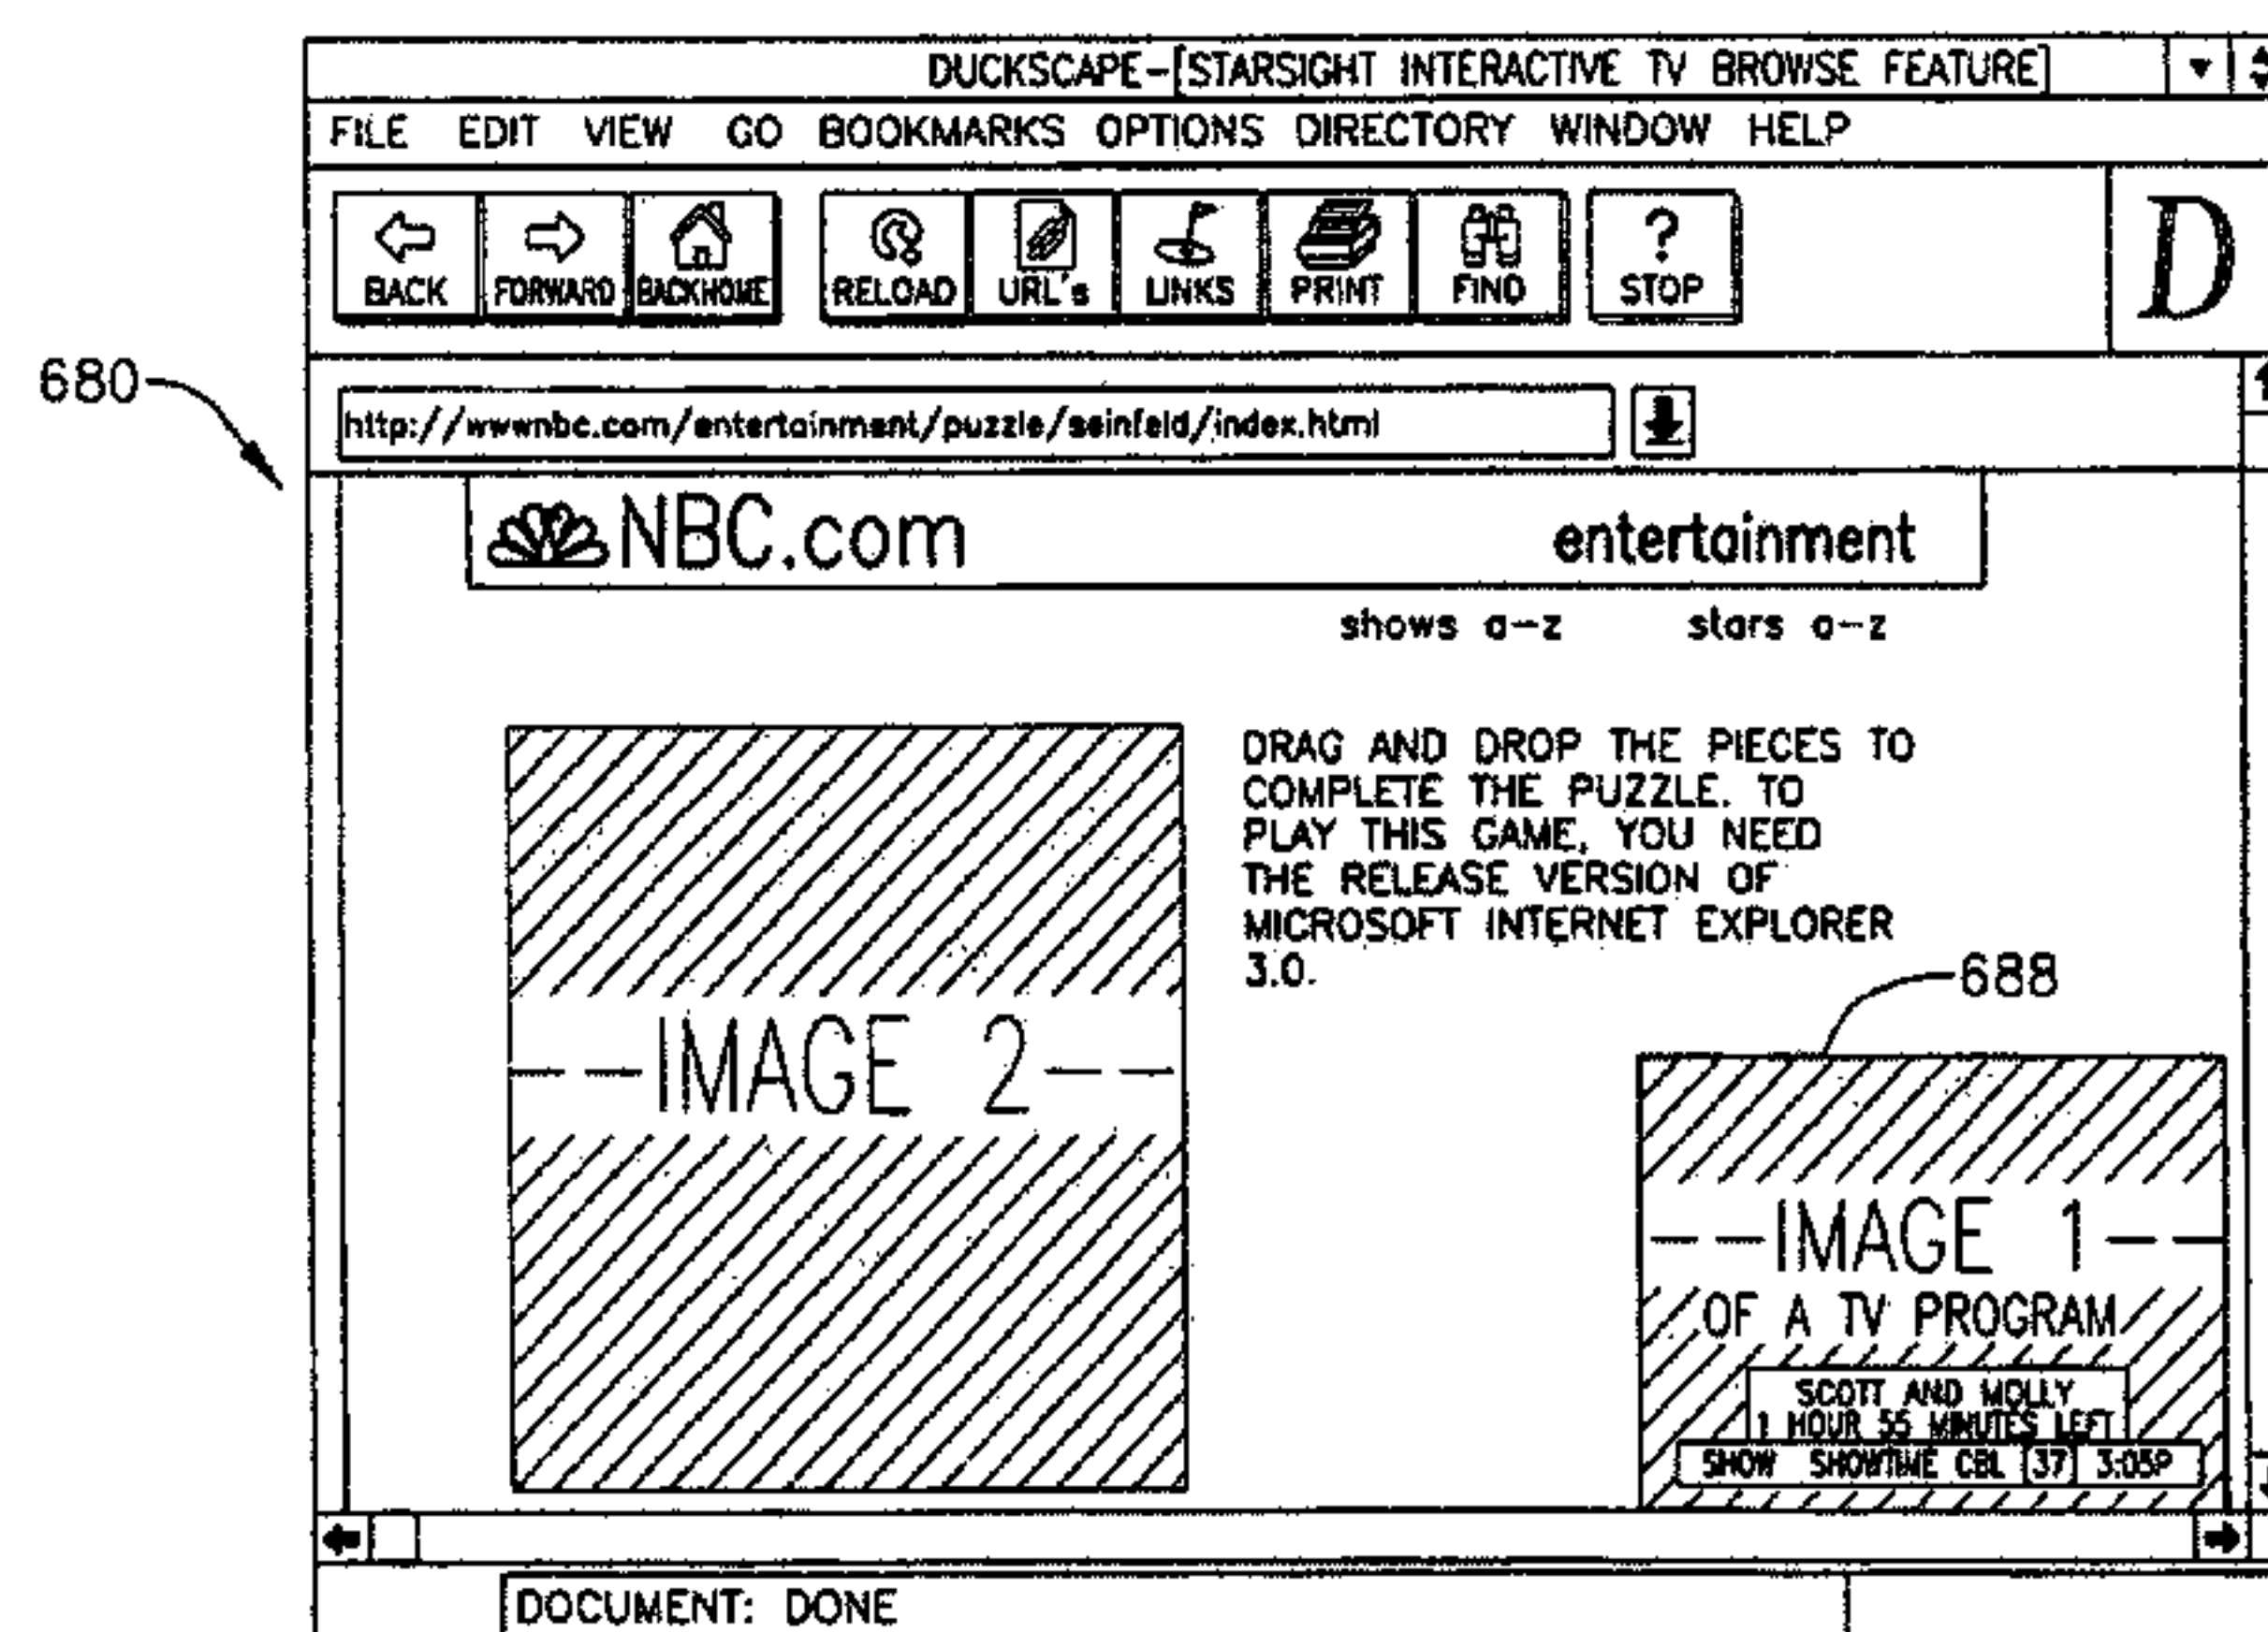 DUCKSCAPE-[STARSIGHT INTERACTIVE TV BROWSE FEATURE]
FILE EDIT VIEW GO BOOKMARKS OPTIONS DIRECTORY WINDOW HELP
BACK FORWARD BACKHOME RELOAD URL's LINKS PRINT FIND ? STOP
D
680
http://wwwnbc.com/entertainment/puzzle/seinfeld/index.html
NBC.com entertainment
shows a-z stars a-z
DRAG AND DROP THE PIECES TO
COMPLETE THE PUZZLE. TO
PLAY THIS GAME, YOU NEED
THE RELEASE VERSION OF
MICROSOFT INTERNET EXPLORER
3.0.
688
--IMAGE 2--
--IMAGE 1--
OF A TV PROGRAM
SCOTT AND MOLLY
1 HOUR 55 MINUTES LEFT
SHOW SHOWTIME CBL 37 3:05P
DOCUMENT: DONE